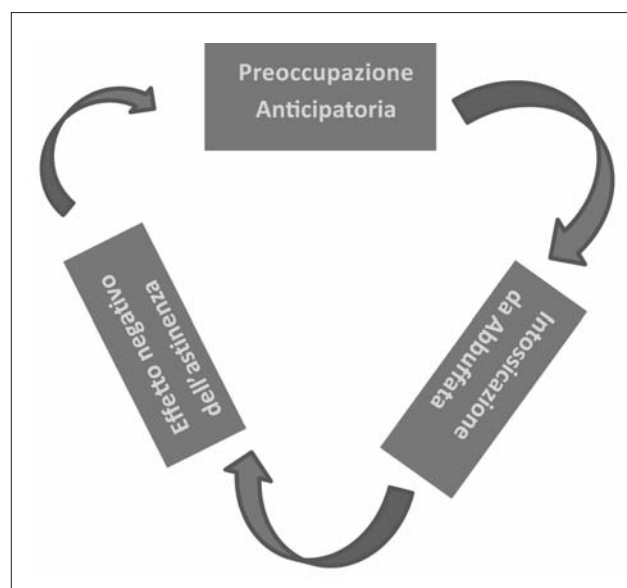 Preoccupazione
Anticipatoria
Intossicazione
da Abbuffata
Effetto negativo
dell'astinenza